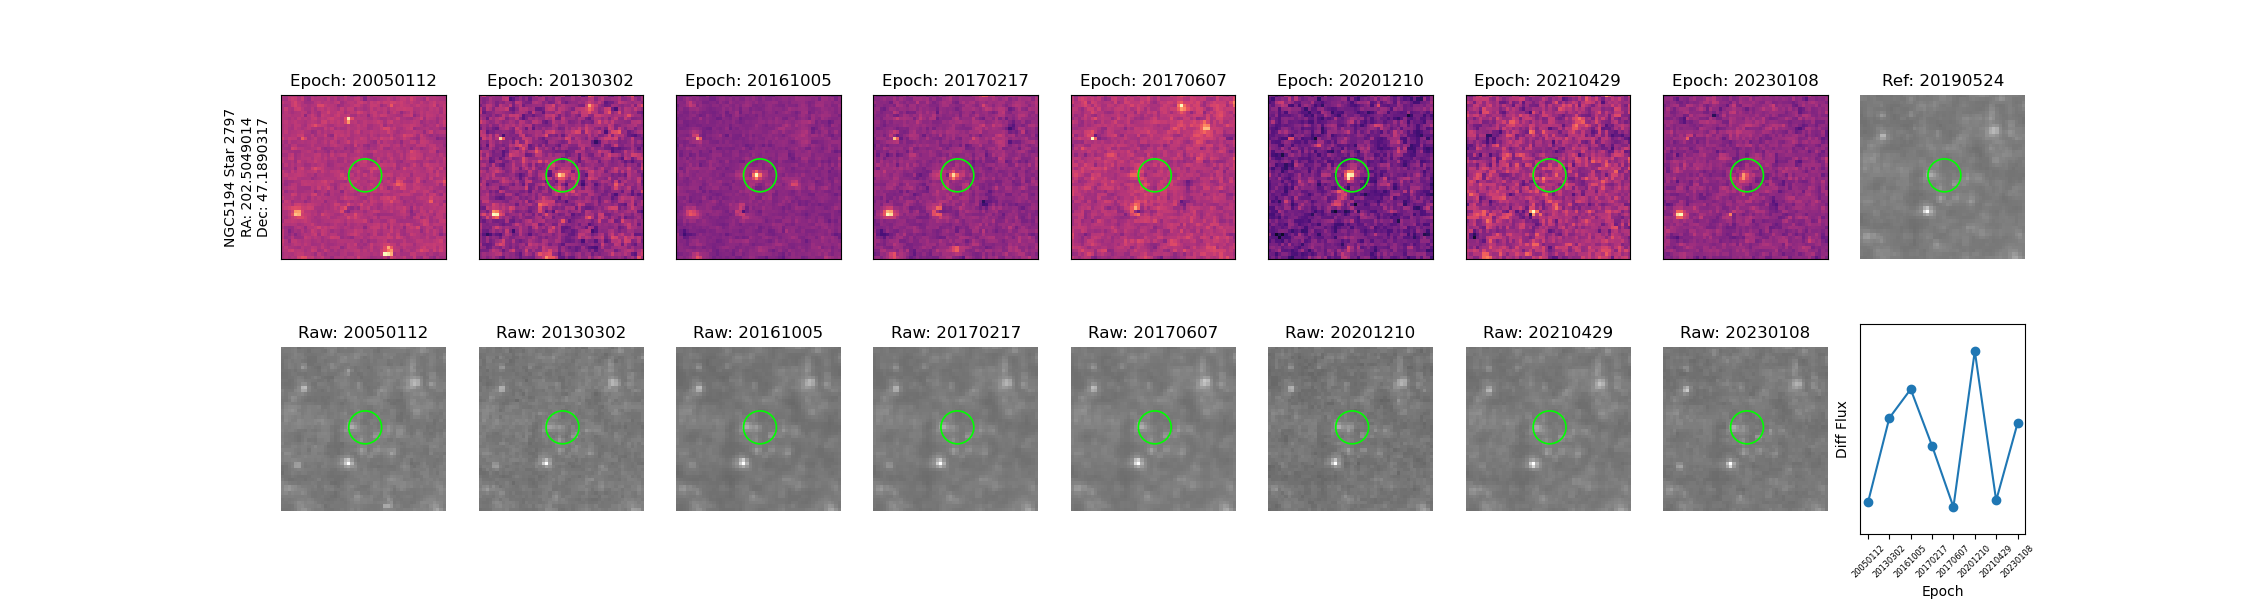 NGC5194 Star 2797
RA: 202.5049014
Dec: 47.1890317
Epoch: 20050112
Epoch: 20130302
Epoch: 20161005
Epoch: 20170217
Epoch: 20170607
Epoch: 20201210
Epoch: 20210429
Epoch: 20230108
Ref: 20190524
Raw: 20050112
Raw: 20130302
Raw: 20161005
Raw: 20170217
Raw: 20170607
Raw: 20201210
Raw: 20210429
Raw: 20230108
Diff Flux
20050112
20130302
20161005
20170217
20170607
20201210
20210429
20230108
Epoch